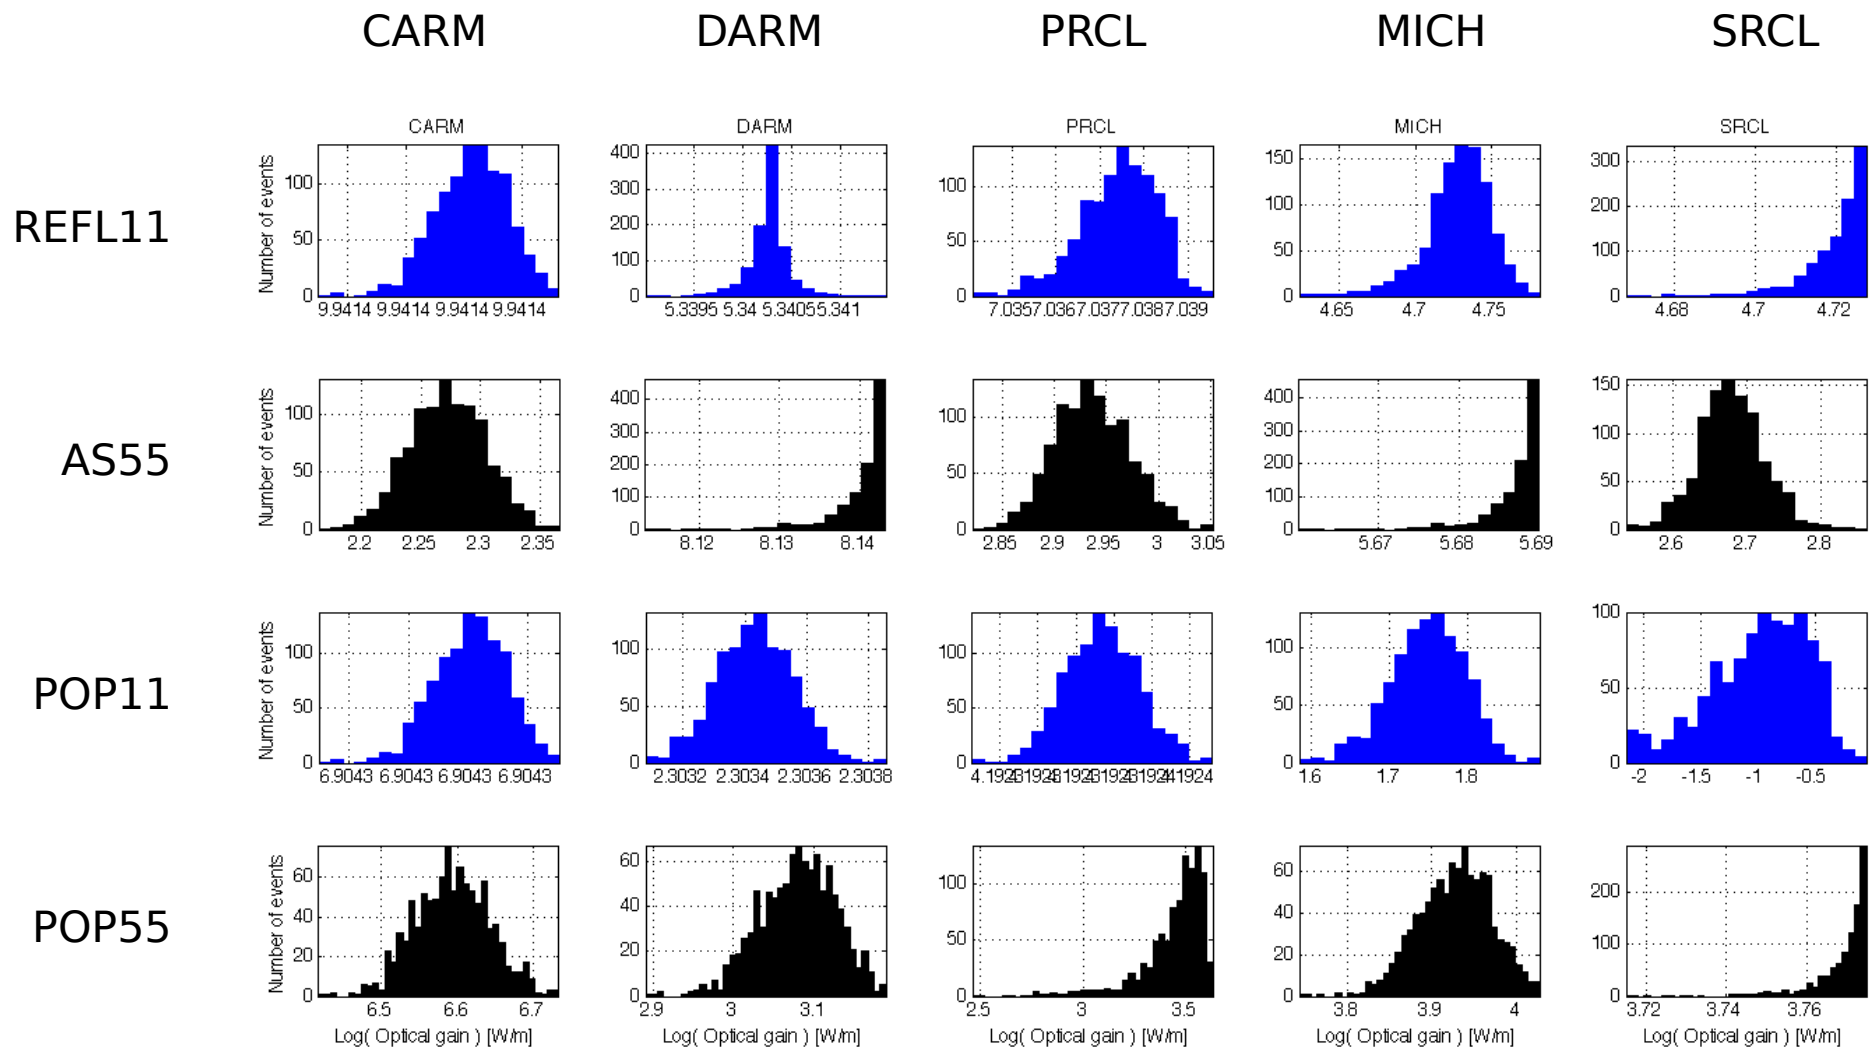 CARM DARM PRCL MICH SRCL
CARM DARM PRCL MICH SRCL
REFL11
Number of events
100
50
0
9.9414 9.9414 9.9414 9.9414
400
300
200
100
0
5.3395 5.34 5.3405 5.341
100
50
0
7.035 7.036 7.037 7.038 7.039
150
100
50
0
4.65 4.7 4.75
300
200
100
0
4.68 4.7 4.72
AS55
Number of events
100
50
0
2.2 2.25 2.3 2.35
400
300
200
100
0
8.12 8.13 8.14
100
50
0
2.85 2.9 2.95 3 3.05
400
300
200
100
0
5.67 5.68 5.69
150
100
50
0
2.6 2.7 2.8
POP11
Number of events
100
50
0
6.9043 6.9043 6.9043 6.9043
100
50
0
2.3032 2.3034 2.3036 2.3038
100
50
0
100
50
0
1.6 1.7 1.8
100
50
0
-2 -1.5 -1 -0.5
POP55
Number of events
60
40
20
0
6.5 6.6 6.7
60
40
20
0
2.9 3 3.1
100
50
0
2.5 3 3.5
60
40
20
0
3.8 3.9 4
200
100
0
3.72 3.74 3.76
Log( Optical gain ) [W/m] Log( Optical gain ) [W/m] Log( Optical gain ) [W/m] Log( Optical gain ) [W/m] Log( Optical gain ) [W/m]